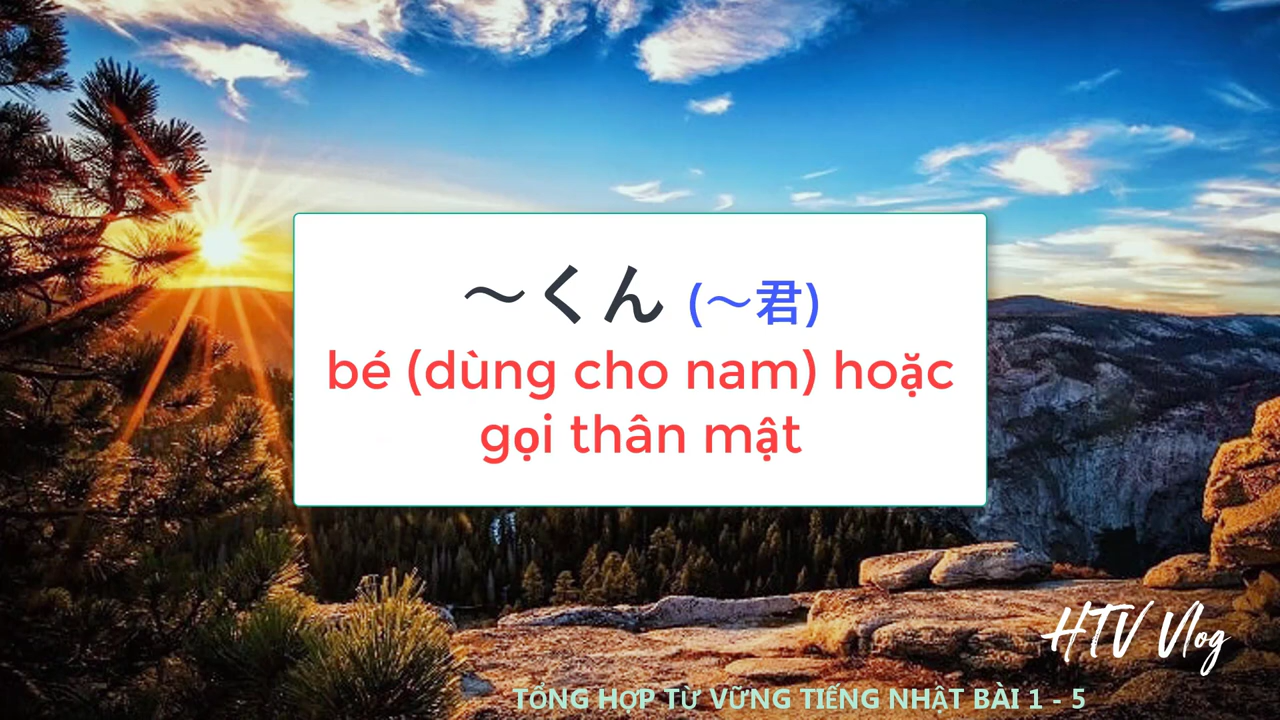 ～くん (～君)
bé (dùng cho nam) hoặc
gọi thân mật
HTV Vlog
TỔNG HỢP TỪ VỮNG TIẾNG NHẬT BÀI 1 - 5